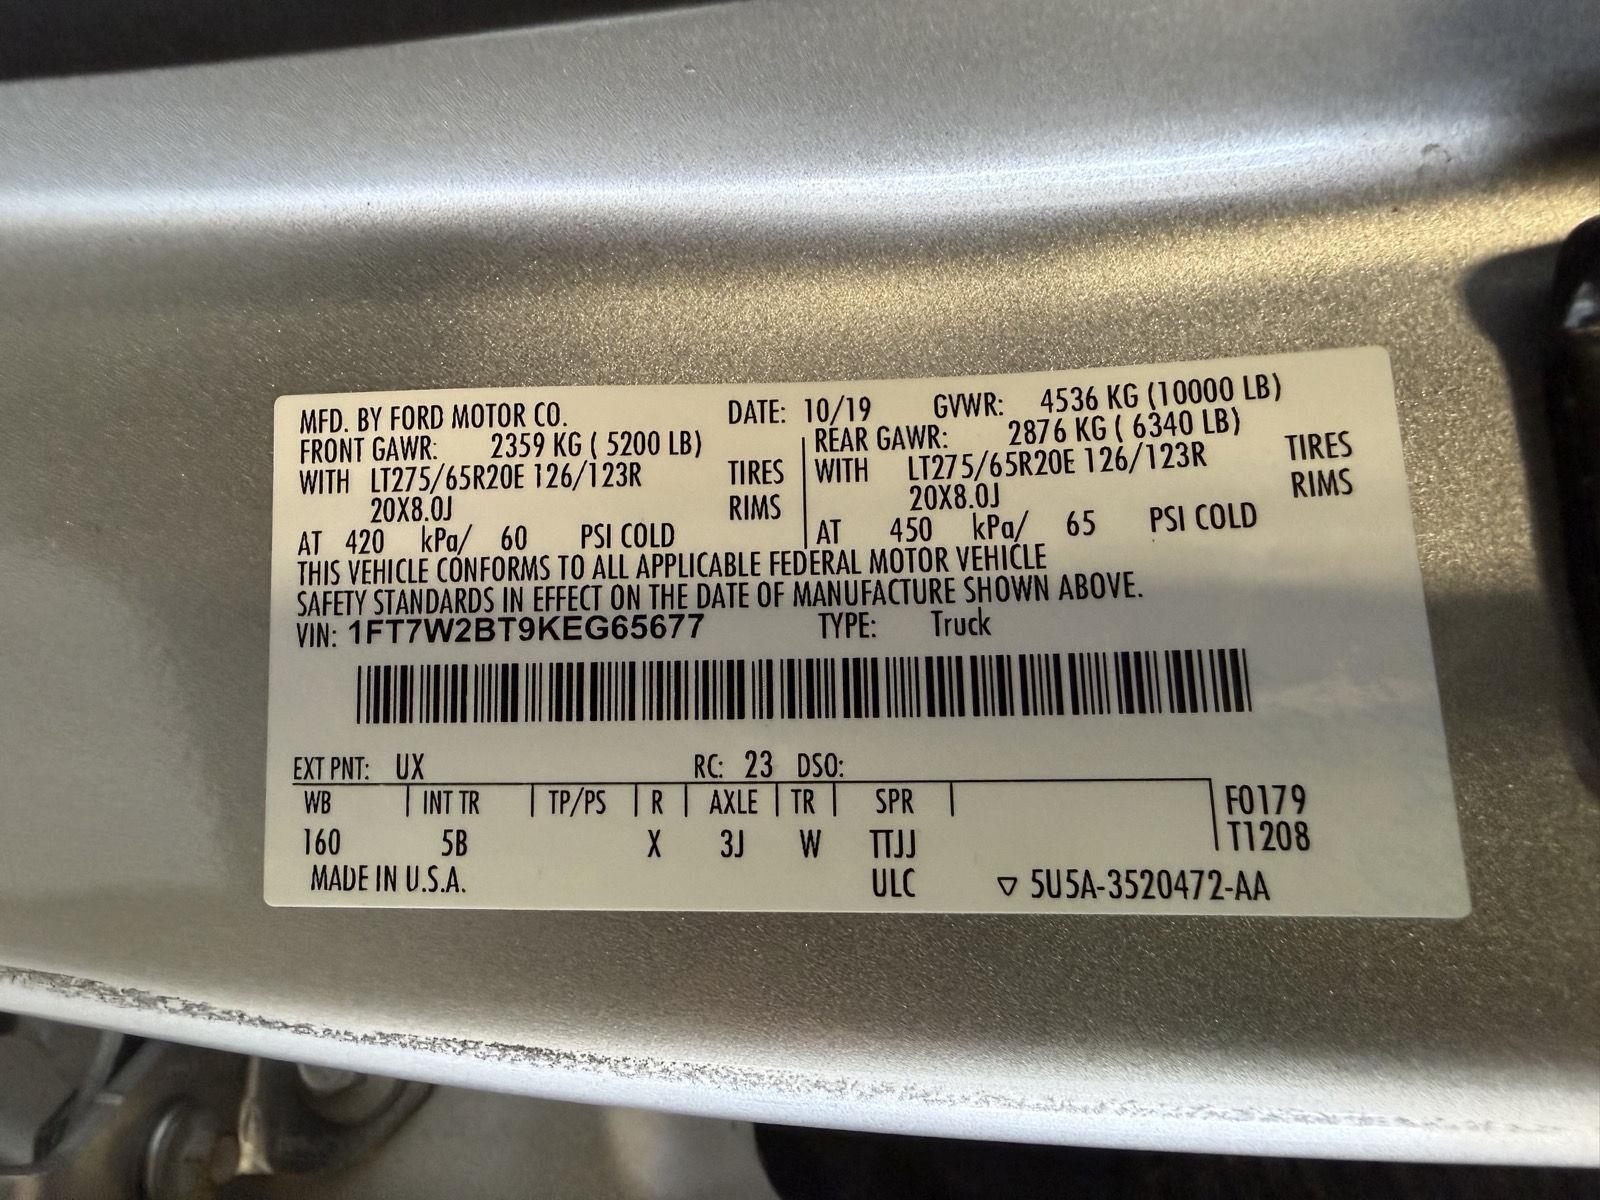 MFD. BY FORD MOTOR CO. DATE: 10/19 GVWR: 4536 KG (10000 LB)
FRONT GAWR: 2359 KG ( 5200 LB) REAR GAWR: 2876 KG ( 6340 LB)
WITH LT275/65R20E 126/123R TIRES WITH LT275/65R20E 126/123R TIRES
20X8.0J RIMS 20X8.0J RIMS
AT 420 kPa/ 60 PSI COLD AT 450 kPa/ 65 PSI COLD
THIS VEHICLE CONFORMS TO ALL APPLICABLE FEDERAL MOTOR VEHICLE
SAFETY STANDARDS IN EFFECT ON THE DATE OF MANUFACTURE SHOWN ABOVE.
VIN: 1FT7W2BT9KEG65677 TYPE: Truck
EXT PNT: UX RC: 23 DSO:
WB INT TR TP/PS R AXLE TR SPR F0179
160 5B X 3J W TTJJ T1208
MADE IN U.S.A. ULC ▽ 5U5A-3520472-AA